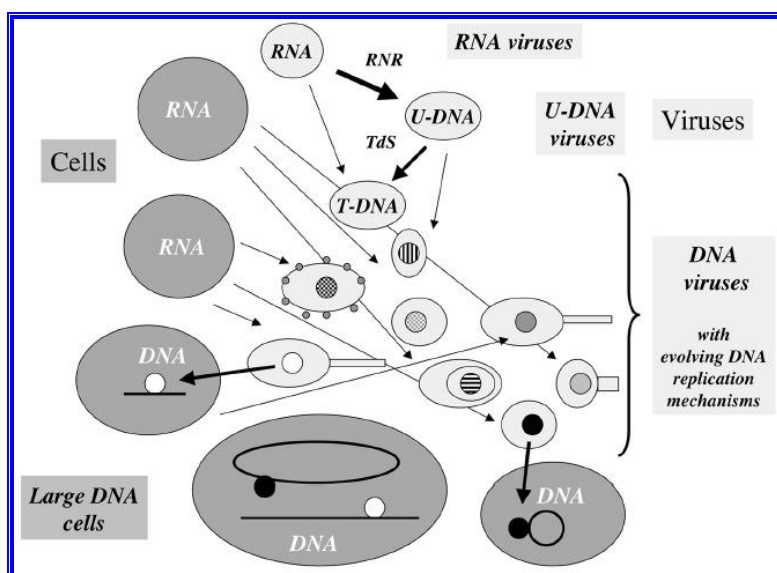 RNA
RNR
RNA viruses
RNA
U-DNA
U-DNA
viruses
Viruses
TdS
Cells
T-DNA
RNA
DNA
viruses
with
evolving DNA
replication
mechanisms
DNA
Large DNA
cells
DNA
DNA